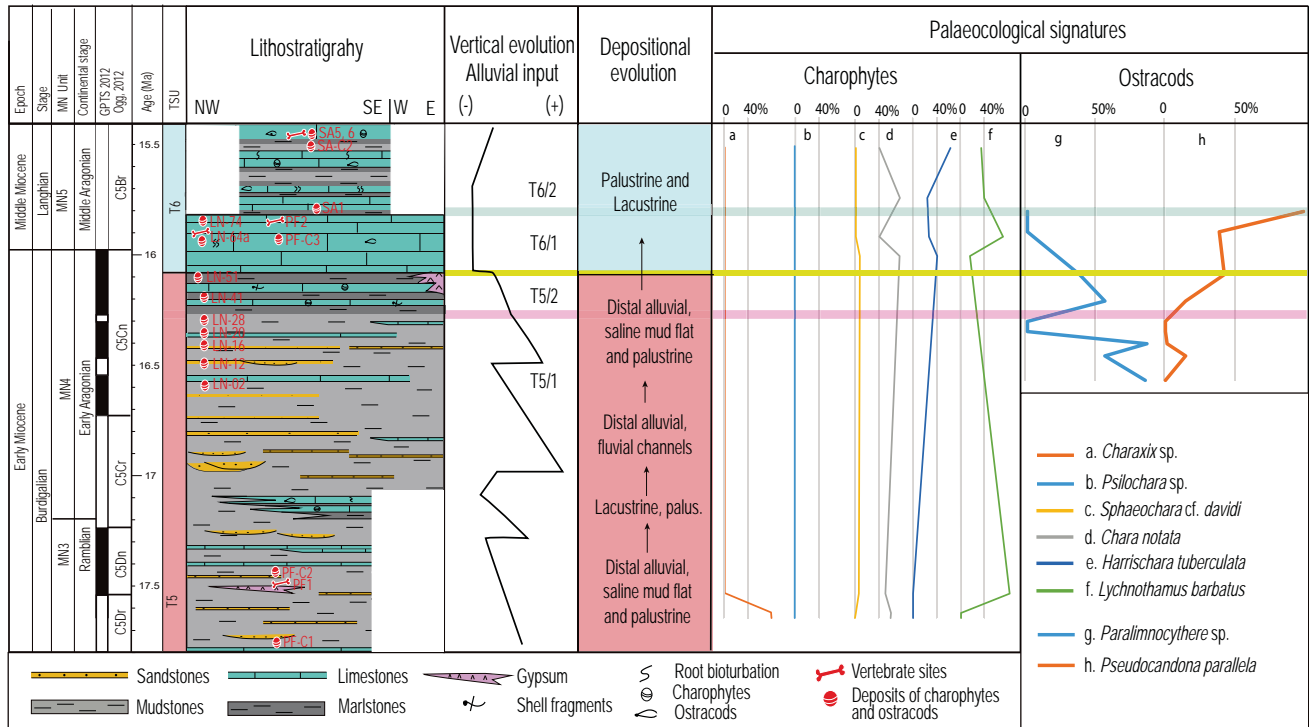 Palaecological signatures
Lithostratigrahy
Vertical evolution
Alluvial input
(-) (+)
Depositional
evolution
Charophytes
Ostracods
Epoch
Stage
MN Unit
Continental stage
GPTS 2012
Ogg, 2012
Age (Ma)
TSU
NW SE W E
0 40% 0 0 40% 0 40% 0 40%
a b c d e f
0 50% 0 50%
g h
Middle Miocene
Langhian
MN5
Middle Aragonian
C5Br
15.5
T6
SA5, 6
SA-C2
SA1
LN-74
PF2
LN-64a
PF-C3
16
T6/2
T6/1
Palustrine and
Lacustrine
Early Miocene
Burdigalian
MN4
Early Aragonian
C5Cn
LN-51
LN-41
LN-28
LN-20
LN-16
16.5
LN-12
LN-02
T5/2
T5/1
Distal alluvial,
saline mud flat
and palustrine
Distal alluvial,
fluvial channels
C5Cr
17
Lacustrine, palus.
MN3
Ramblian
C5Dn
PF-C2
PF1
17.5
T5
C5Dr
PF-C1
Distal alluvial,
saline mud flat
and palustrine
a. Charaxix sp.
b. Psilochara sp.
c. Sphaeochara cf. davidi
d. Chara notata
e. Harrischara tuberculata
f. Lychnothamus barbatus
g. Paralimnocythere sp.
h. Pseudocandona parallela
Sandstones
Limestones
Gypsum
Root bioturbation
Charophytes
Ostracods
Vertebrate sites
Mudstones
Marlstones
Shell fragments
Deposits of charophytes
and ostracods